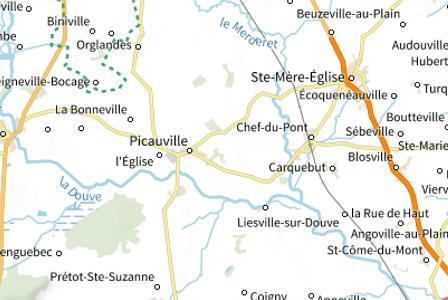 ville
Beuzeville-au-Plain
Biniville
le Merderet
Orglandes
Audouville
Hubert
Ste-Mère-Église
eigneville-Bocage
Écoquenéauville
Turq
La Bonneville
Boutteville
Chef-du-Pont
Sébeville
Picauville
Ste-Marie
l'Église
Blosville
Carquebut
La Douve
Vierv
Liesville-sur-Douve
la Rue de Haut
Angoville-au-Plain
St-Côme-du-Mont
enguebec
Prétot-Ste-Suzanne
Coigny
Appeville